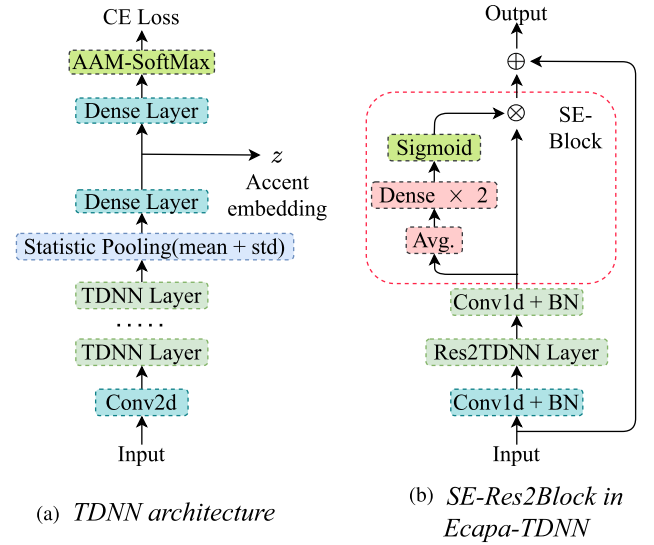 CE Loss
AAM-SoftMax
Dense Layer
z
Accent
embedding
Dense Layer
Statistic Pooling(mean + std)
TDNN Layer
......
TDNN Layer
Conv2d
Input
(a) TDNN architecture
Output
⊕
⊗
SE-
Block
Sigmoid
Dense × 2
Avg.
Conv1d + BN
Res2TDNN Layer
Conv1d + BN
Input
(b) SE-Res2Block in
Ecapa-TDNN